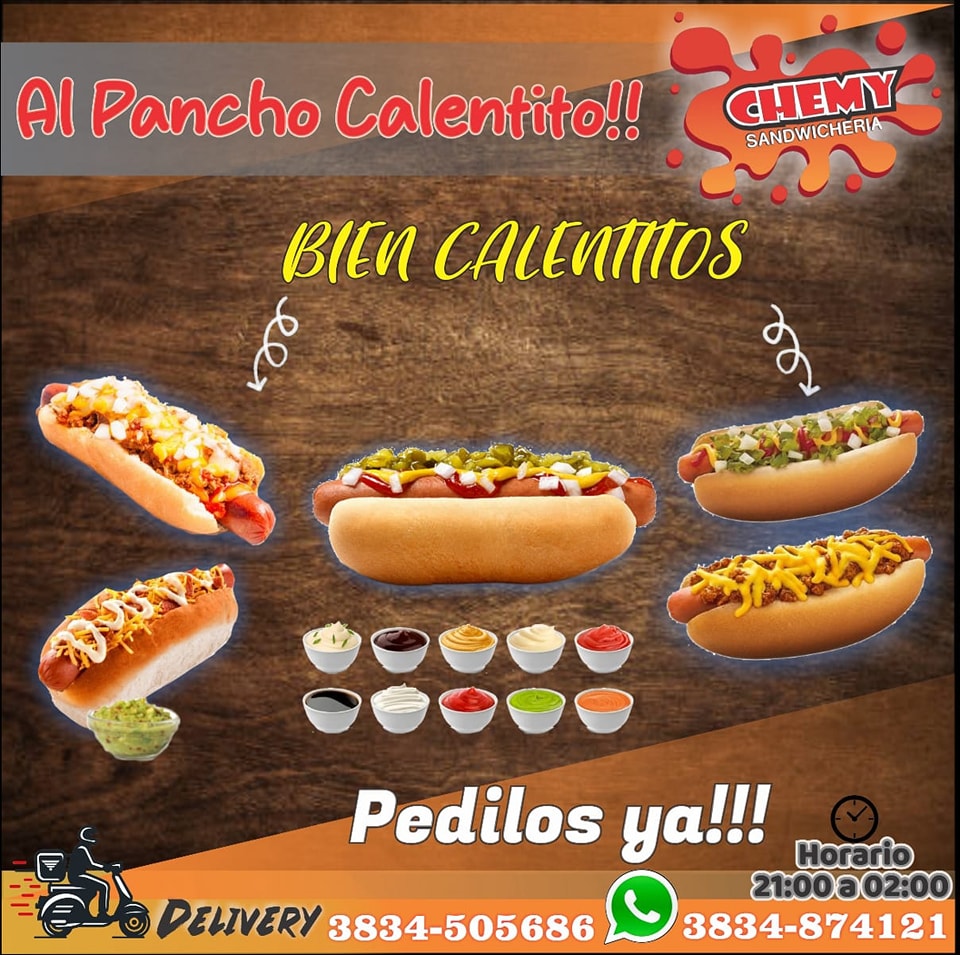 Al Pancho Calentito!!
CHEMY
SANDWICHERIA
BIEN CALENTITOS
Pedilos ya!!!
Horario
21:00 a 02:00
DELIVERY 3834-505686 3834-874121